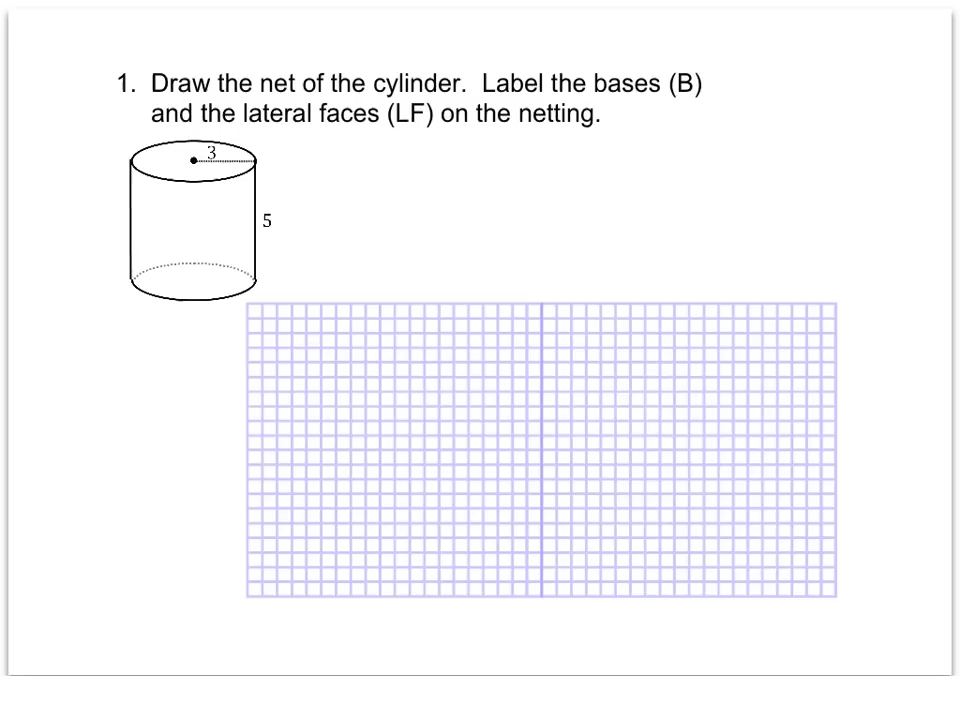 1. Draw the net of the cylinder. Label the bases (B)
and the lateral faces (LF) on the netting.
3
5